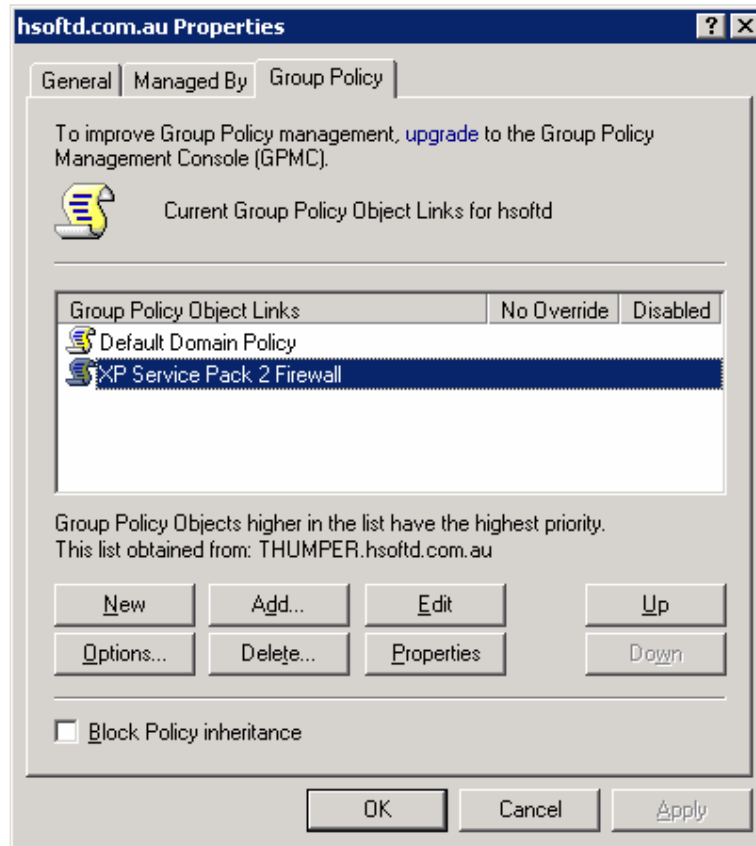 hsoftd.com.au Properties
General Managed By Group Policy
To improve Group Policy management, upgrade to the Group Policy
Management Console (GPMC).
Current Group Policy Object Links for hsoftd
Group Policy Object Links No Override Disabled
Default Domain Policy
XP Service Pack 2 Firewall
Group Policy Objects higher in the list have the highest priority.
This list obtained from: THUMPER.hsoftd.com.au
New Add... Edit Up
Options... Delete... Properties Down
Block Policy inheritance
OK Cancel Apply